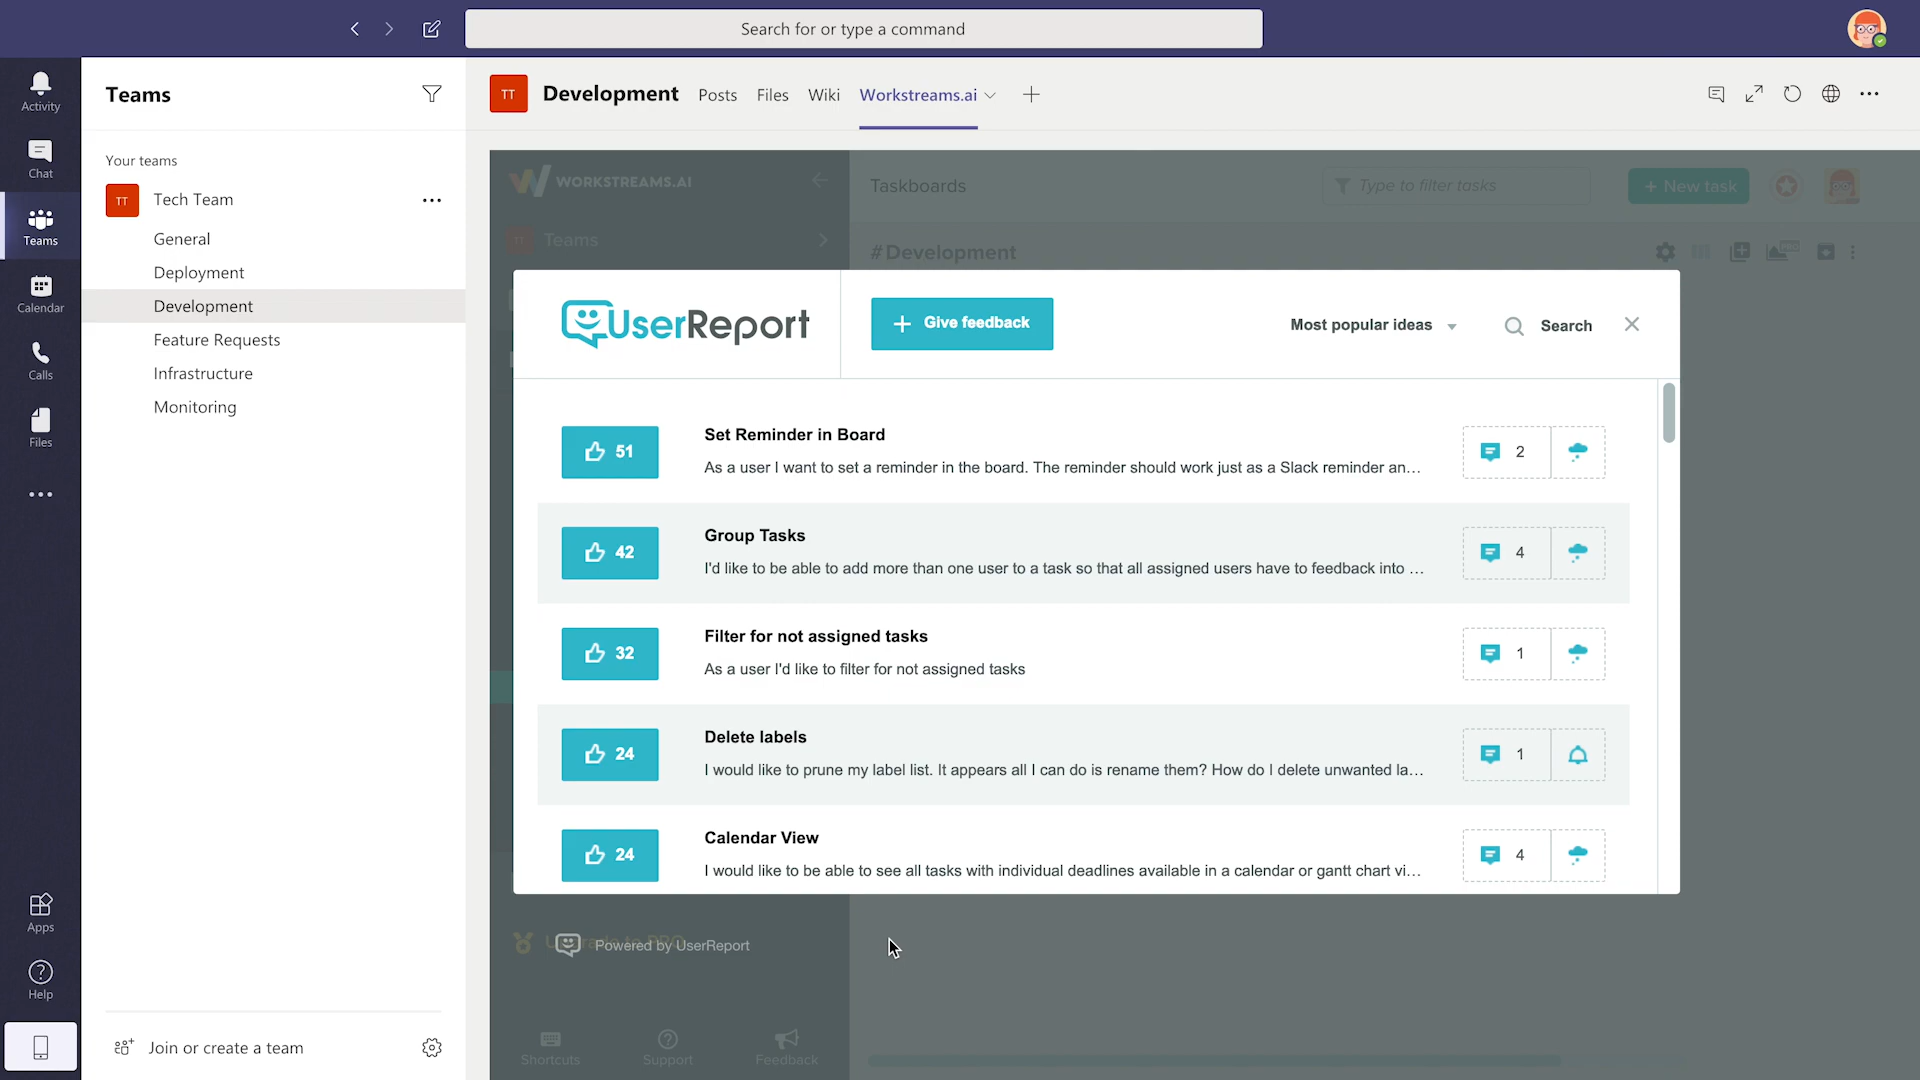 Search for or type a command
Activity
Chat
Teams
Calendar
Calls
Files
Apps
Help
Teams
Your teams
TT Tech Team
General
Deployment
Development
Feature Requests
Infrastructure
Monitoring
Join or create a team
TT Development Posts Files Wiki Workstreams.ai
WORKSTREAMS.AI
TT Teams
Taskboards
Type to filter tasks
+ New task
#Development
PRO
UserReport
+ Give feedback
Most popular ideas
Search
51
Set Reminder in Board
As a user I want to set a reminder in the board. The reminder should work just as a Slack reminder an...
2
42
Group Tasks
I'd like to be able to add more than one user to a task so that all assigned users have to feedback into ...
4
32
Filter for not assigned tasks
As a user I'd like to filter for not assigned tasks
1
24
Delete labels
I would like to prune my label list. It appears all I can do is rename them? How do I delete unwanted la...
1
24
Calendar View
I would like to be able to see all tasks with individual deadlines available in a calendar or gantt chart vi...
4
Powered by UserReport
Shortcuts
Support
Feedback